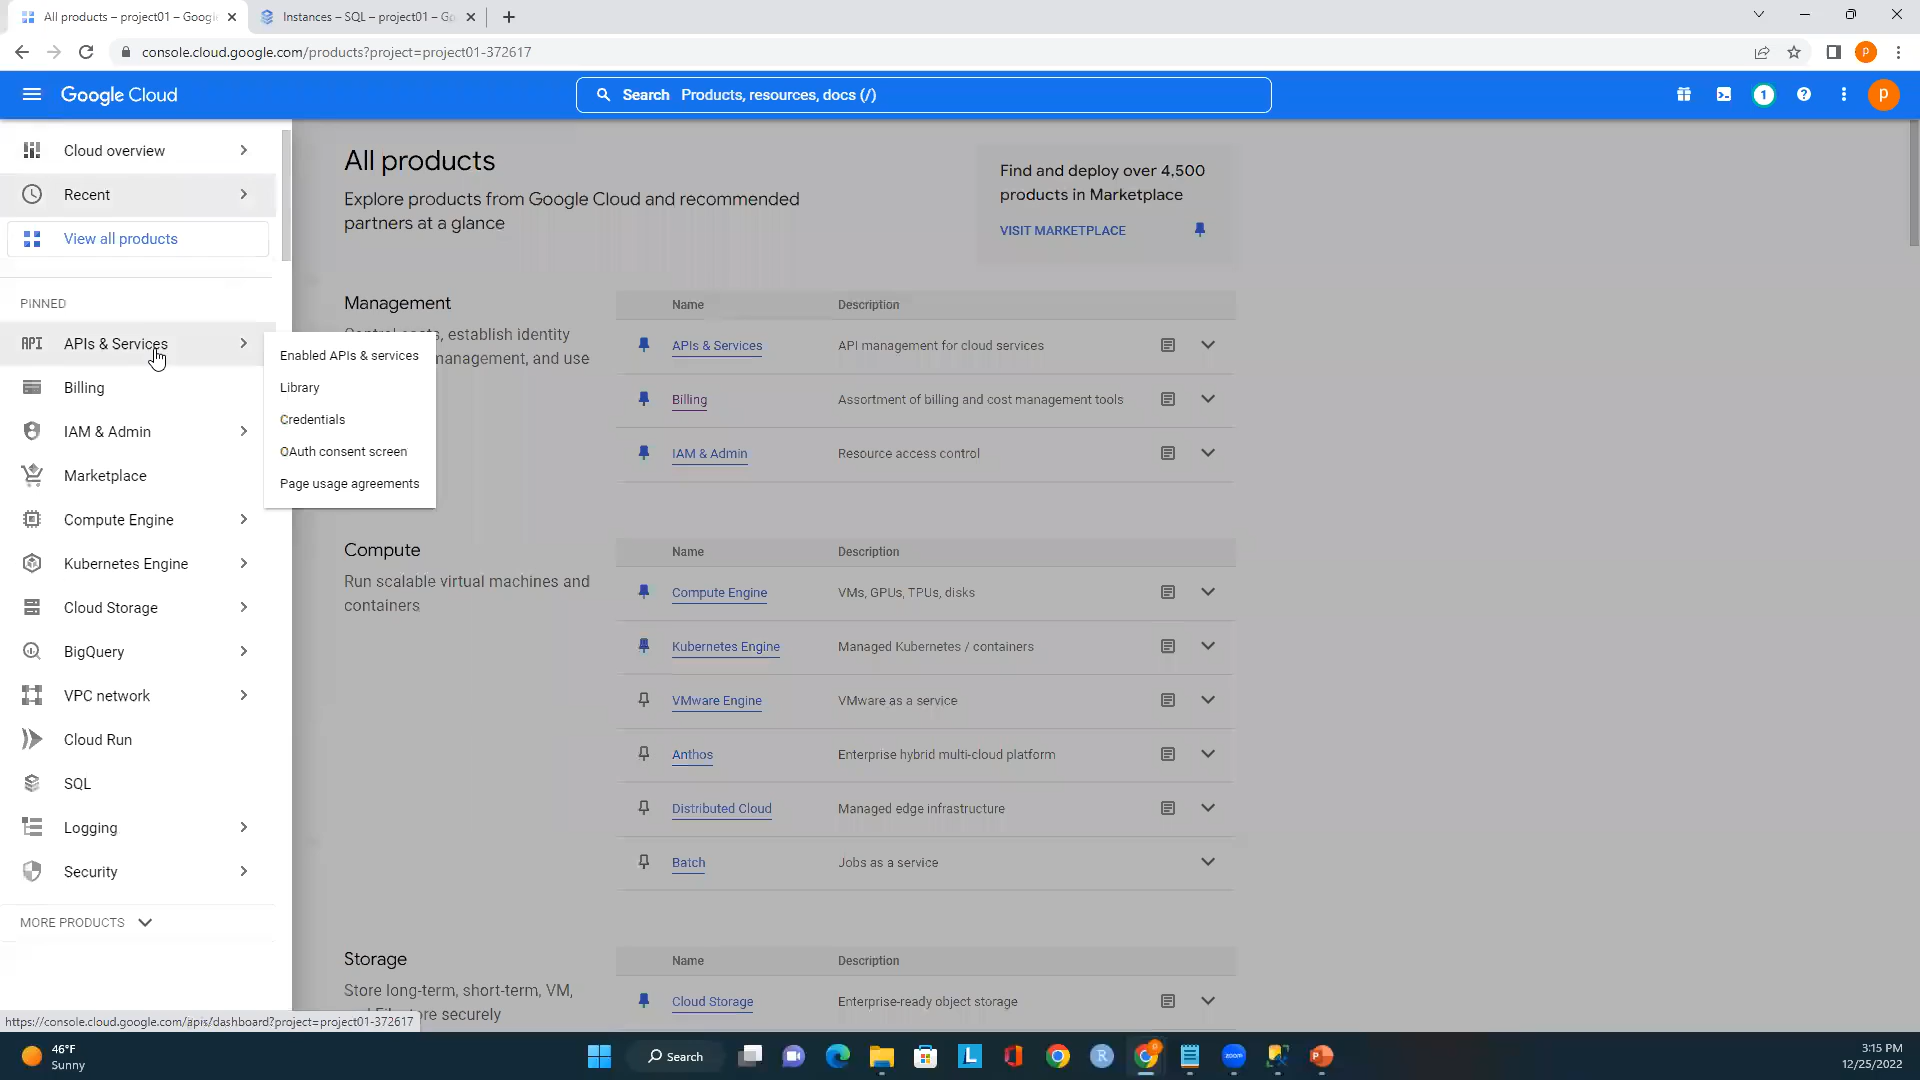 All products – project01 – Googl
Instances – SQL – project01 – Go
console.cloud.google.com/products?project=project01-372617
P
Google Cloud
Search Products, resources, docs (/)
1
P
Cloud overview
Recent
View all products
PINNED
API APIs & Services
Billing
IAM & Admin
Marketplace
Compute Engine
Kubernetes Engine
Cloud Storage
BigQuery
VPC network
Cloud Run
SQL
Logging
Security
MORE PRODUCTS
Enabled APIs & services
Library
Credentials
OAuth consent screen
Page usage agreements
All products
Explore products from Google Cloud and recommended
partners at a glance
Find and deploy over 4,500
products in Marketplace
VISIT MARKETPLACE
Management
establish identity
management, and use
Name Description
APIs & Services API management for cloud services
Billing Assortment of billing and cost management tools
IAM & Admin Resource access control
Compute
Run scalable virtual machines and
containers
Name Description
Compute Engine VMs, GPUs, TPUs, disks
Kubernetes Engine Managed Kubernetes / containers
VMware Engine VMware as a service
Anthos Enterprise hybrid multi-cloud platform
Distributed Cloud Managed edge infrastructure
Batch Jobs as a service
Storage
Store long-term, short-term, VM,
securely
Name Description
Cloud Storage Enterprise-ready object storage
https://console.cloud.google.com/apis/dashboard?project=project01-372617
46°F
Sunny
Search
L
R
zoom
P
3:15 PM
12/25/2022